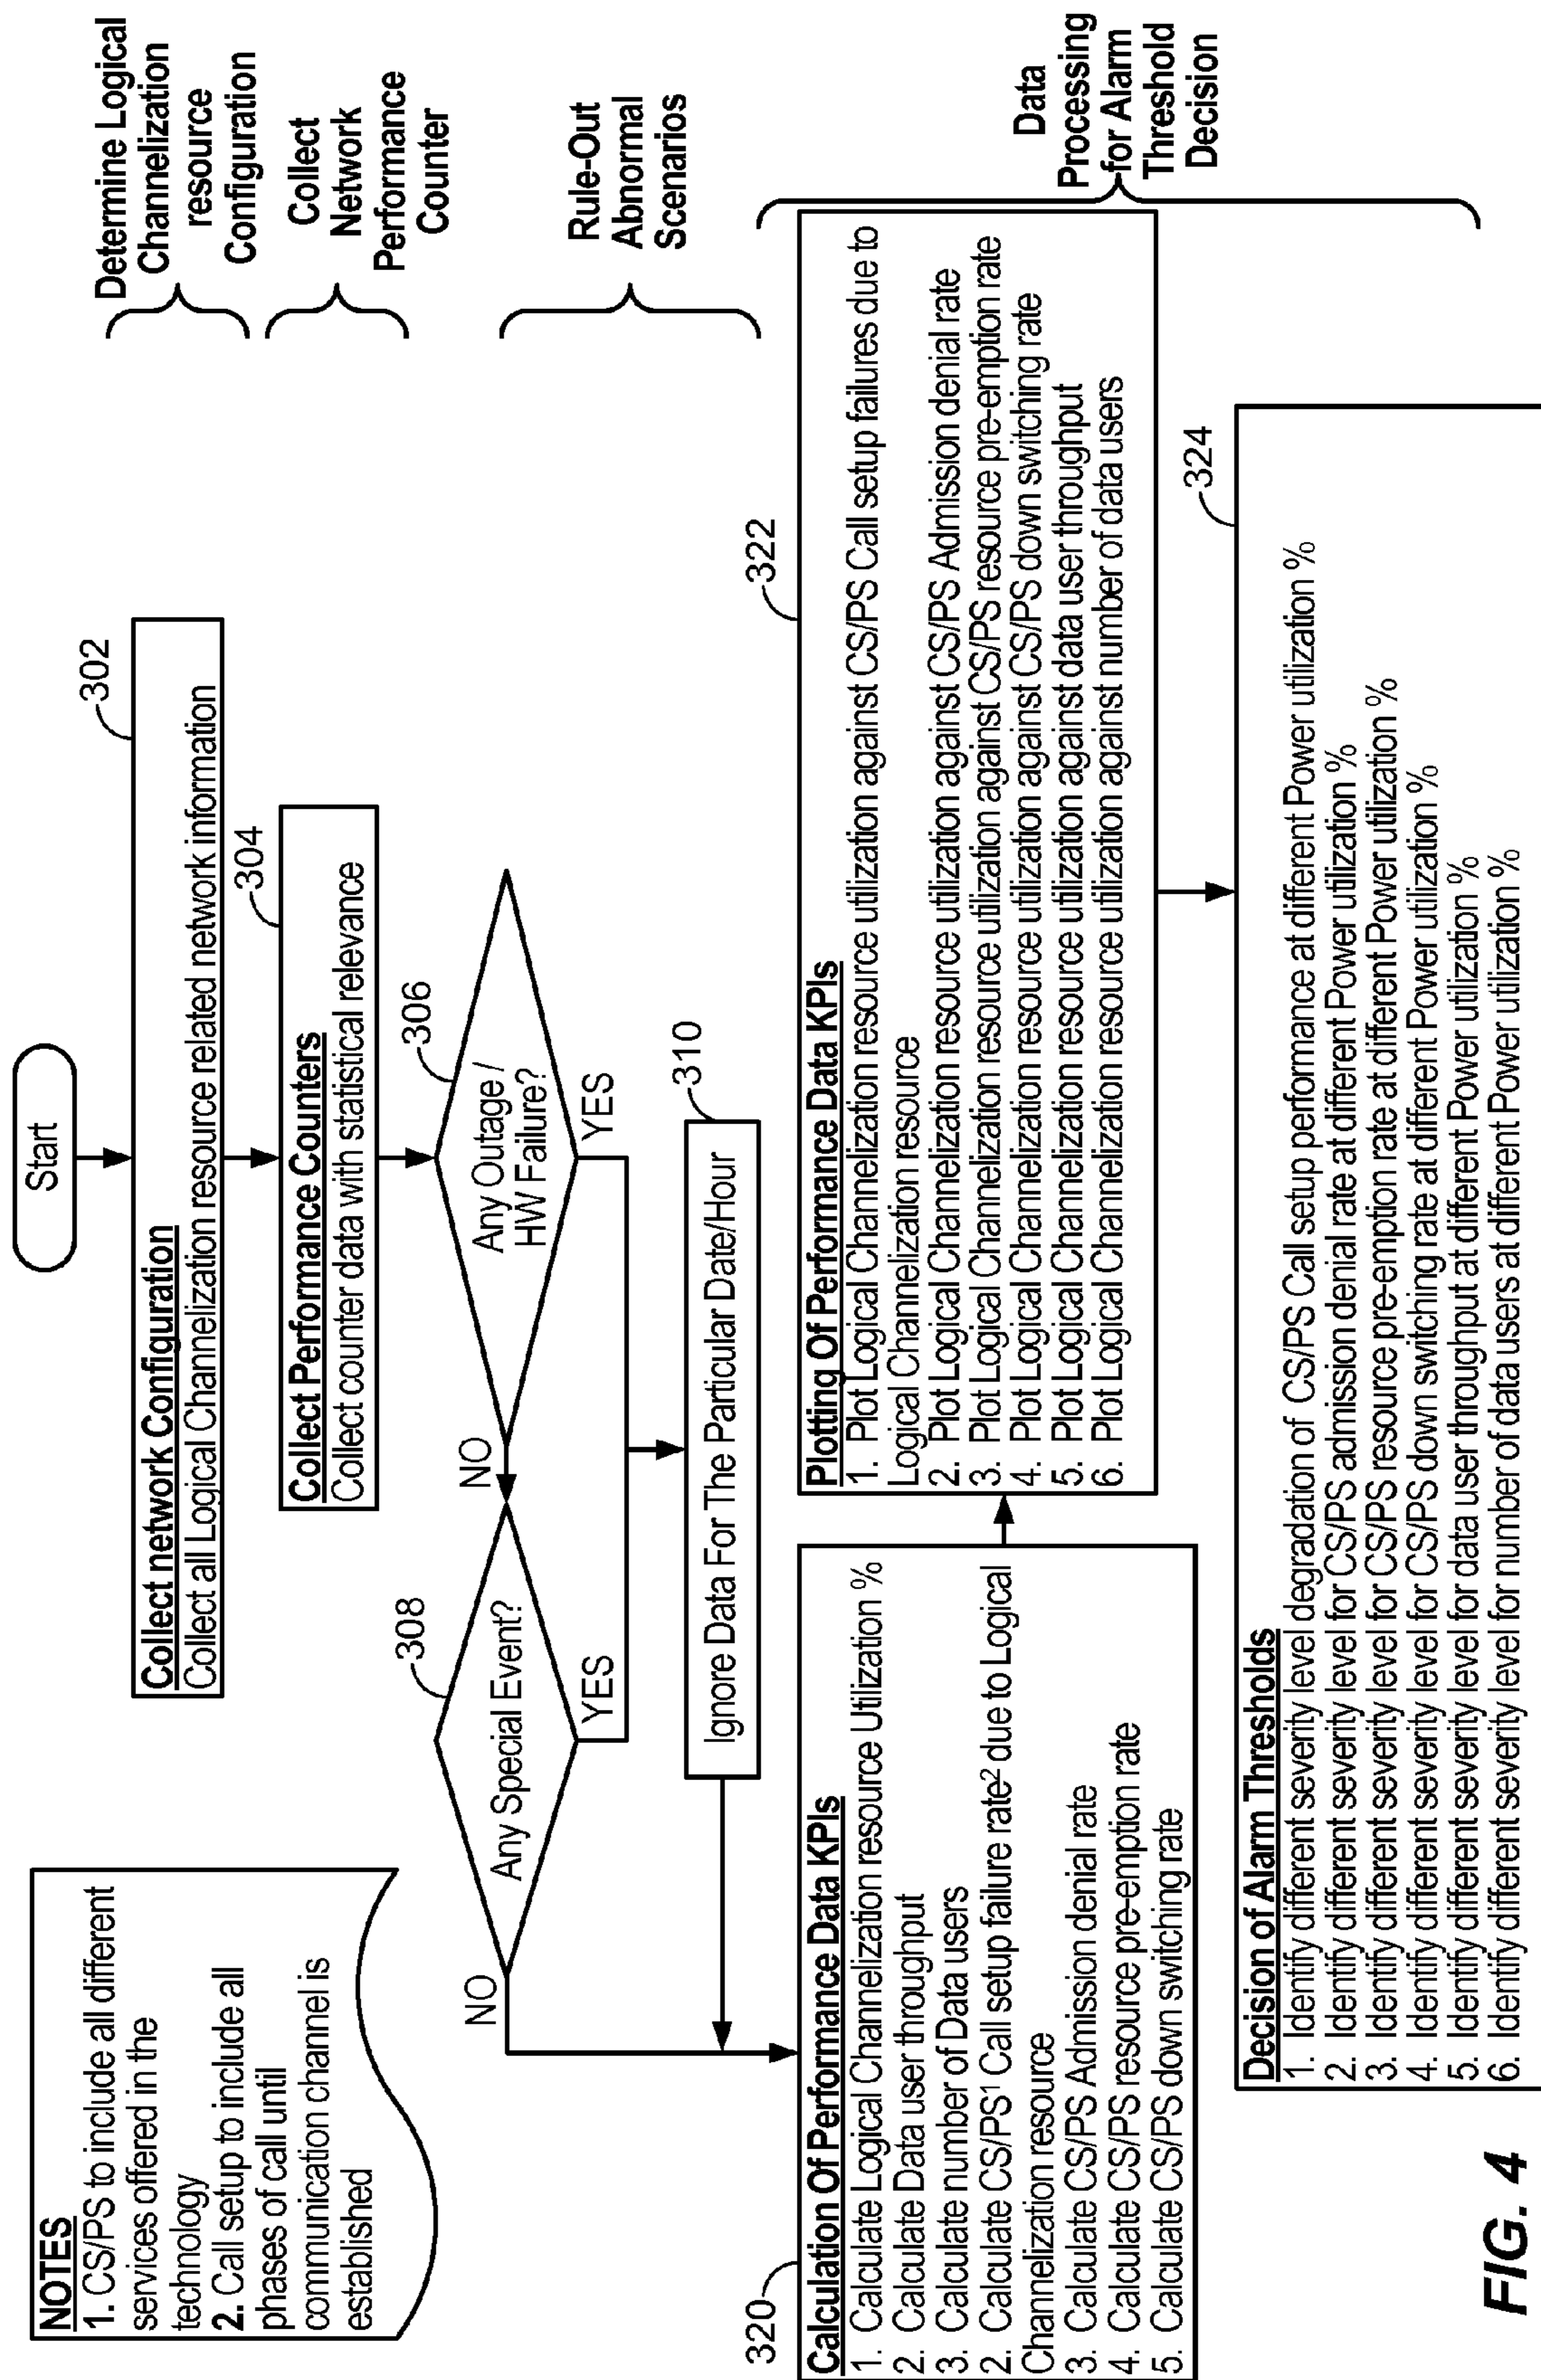 NOTES
1. CS/PS to include all different
services offered in the
technology
2. Call setup to include all
phases of call until
communication channel is
established
Start
302
Collect network Configuration
Collect all Logical Channelization resource related network information
Determine Logical
Channelization
resource
Configuration
304
Collect Performance Counters
Collect counter data with statistical relevance
Collect
Network
Performance
Counter
306
Any Outage /
HW Failure?
YES
NO
308
Any Special Event?
YES
NO
Rule-Out
Abnormal
Scenarios
310
Ignore Data For The Particular Date/Hour
320
Calculation Of Performance Data KPIs
1. Calculate Logical Channelization resource Utilization %
2. Calculate Data user throughput
3. Calculate number of Data users
2. Calculate CS/PS¹ Call setup failure rate² due to Logical
Channelization resource
3. Calculate CS/PS Admission denial rate
4. Calculate CS/PS resource pre-emption rate
5. Calculate CS/PS down switching rate
322
Plotting Of Performance Data KPIs
1. Plot Logical Channelization resource utilization against CS/PS Call setup failures due to
Logical Channelization resource
2. Plot Logical Channelization resource utilization against CS/PS Admission denial rate
3. Plot Logical Channelization resource utilization against CS/PS resource pre-emption rate
4. Plot Logical Channelization resource utilization against CS/PS down switching rate
5. Plot Logical Channelization resource utilization against data user throughput
6. Plot Logical Channelization resource utilization against number of data users
Data
Processing
for Alarm
Threshold
Decision
324
Decision of Alarm Thresholds
1. Identify different severity level degradation of CS/PS Call setup performance at different Power utilization %
2. Identify different severity level for CS/PS admission denial rate at different Power utilization %
3. Identify different severity level for CS/PS resource pre-emption rate at different Power utilization %
4. Identify different severity level for CS/PS down switching rate at different Power utilization %
5. Identify different severity level for data user throughput at different Power utilization %
6. Identify different severity level for number of data users at different Power utilization %
FIG. 4